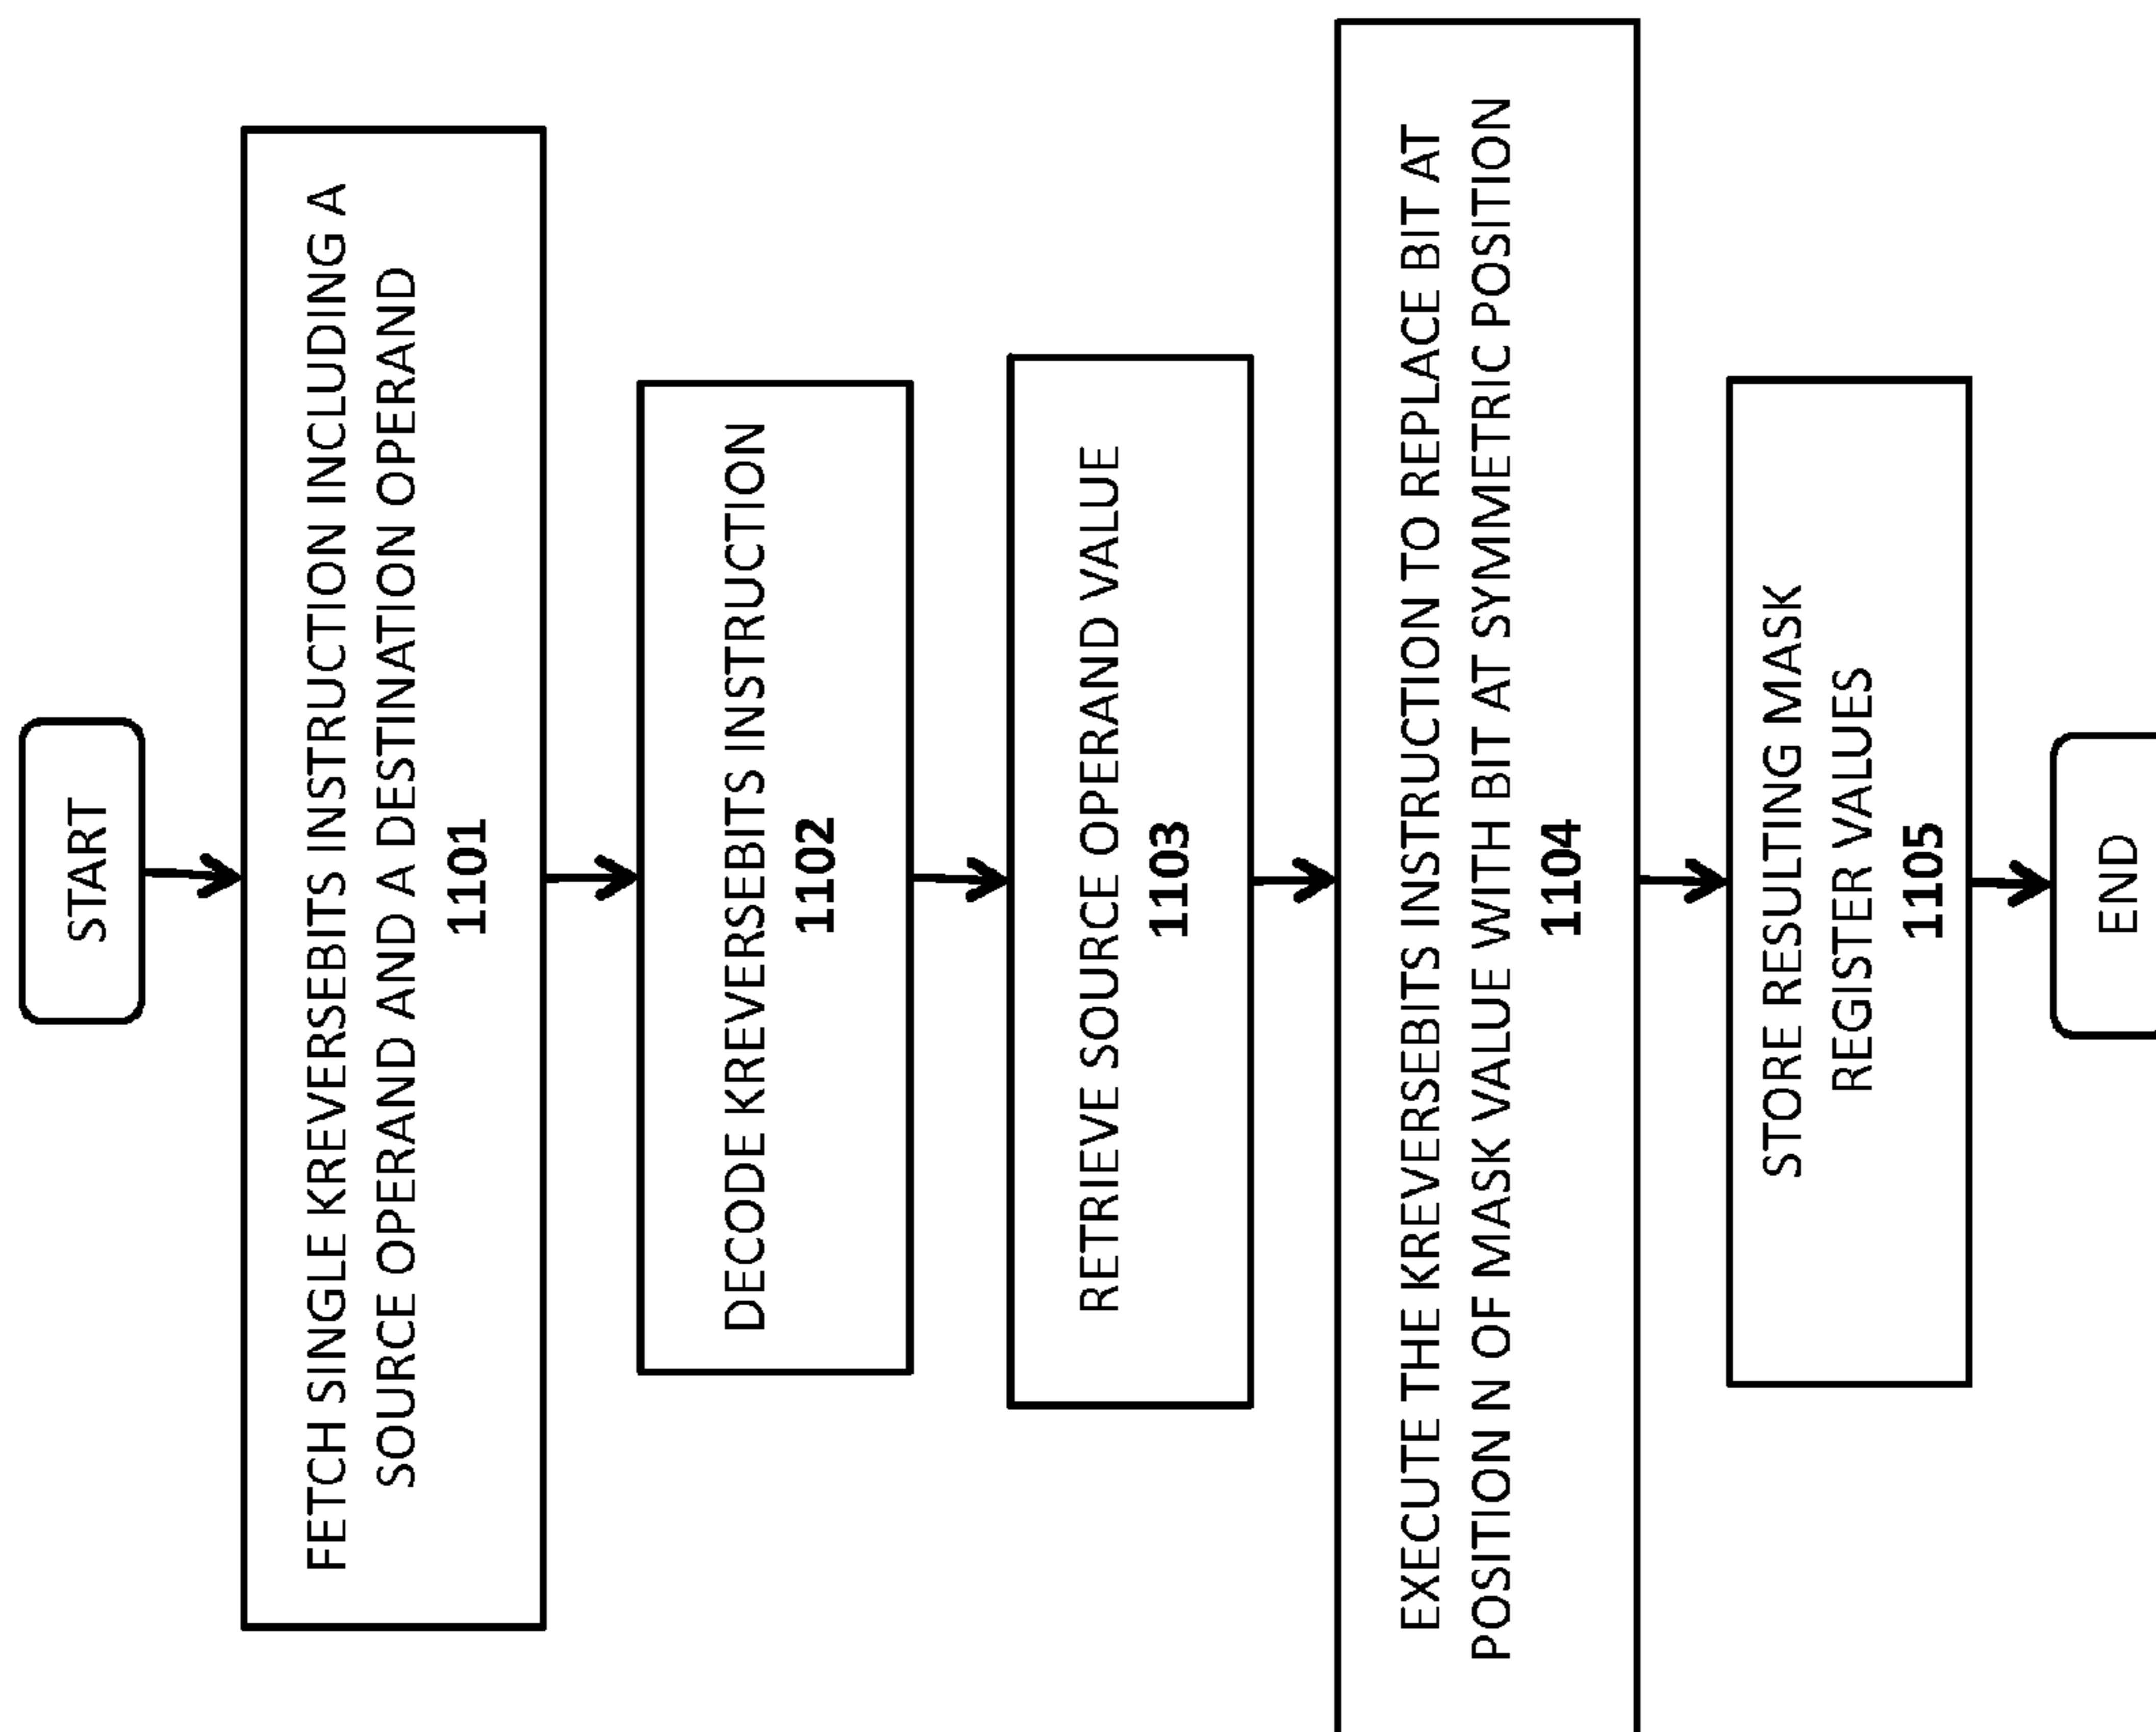 START
FETCH SINGLE KREVERSEBITS INSTRUCTION INCLUDING A
SOURCE OPERAND AND A DESTINATION OPERAND
1101
DECODE KREVERSEBITS INSTRUCTION
1102
RETRIEVE SOURCE OPERAND VALUE
1103
EXECUTE THE KREVERSEBITS INSTRUCTION TO REPLACE BIT AT
POSITION N OF MASK VALUE WITH BIT AT SYMMETRIC POSITION
1104
STORE RESULTING MASK
REGISTER VALUES
1105
END